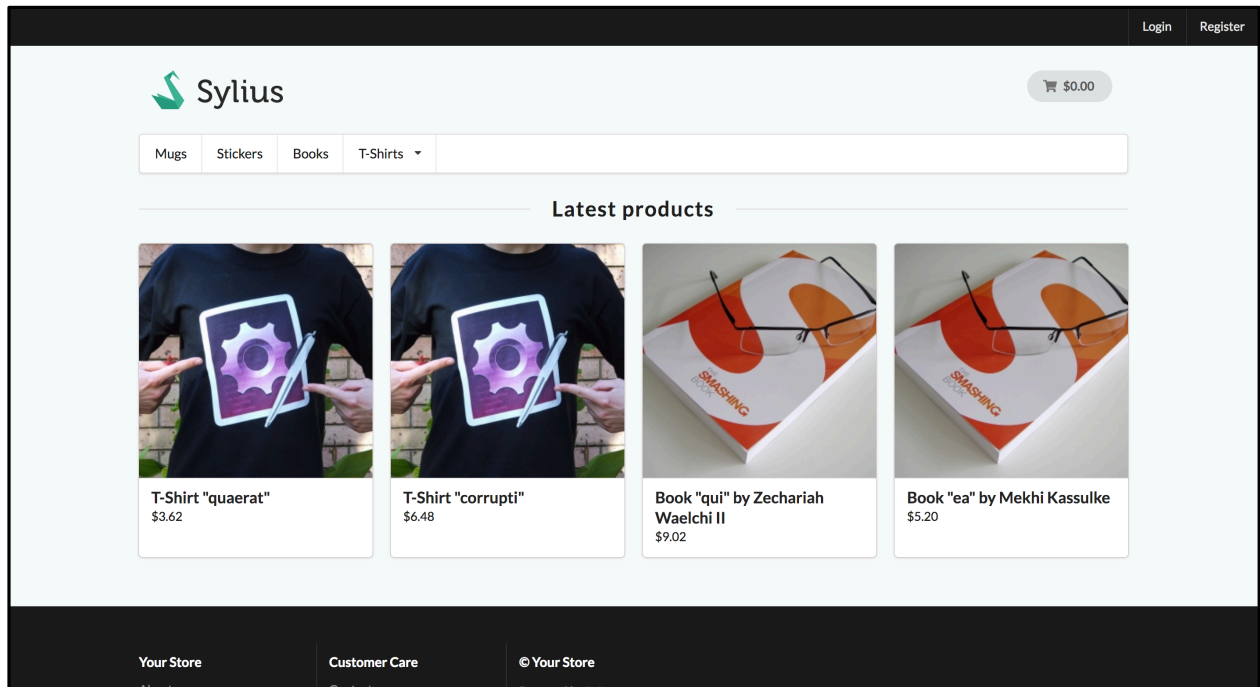 Login Register
Sylius
$0.00
Mugs Stickers Books T-Shirts
Latest products
THE
SMASHING
BOOK
THE
SMASHING
BOOK
T-Shirt "quaerat"
$3.62
T-Shirt "corrupti"
$6.48
Book "qui" by Zechariah
Waelchi II
$9.02
Book "ea" by Mekhi Kassulke
$5.20
Your Store Customer Care © Your Store